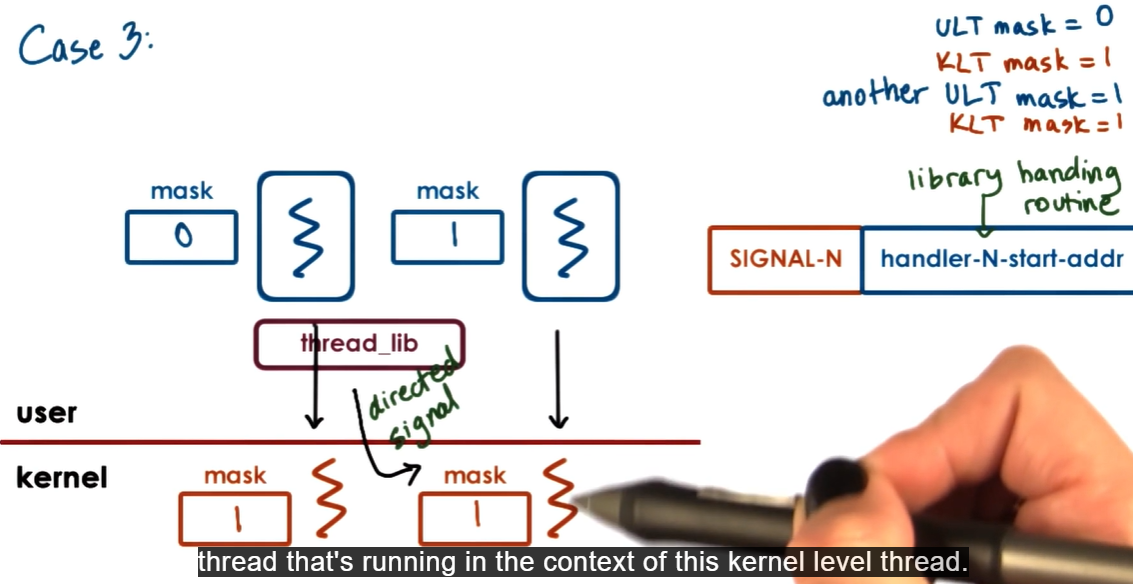 Case 3:
ULT mask = 0
KLT mask = 1
another ULT mask = 1
KLT mask = 1
library handing
routine
mask
0
mask
1
SIGNAL-N
handler-N-start-addr
thread_lib
directed
signal
user
kernel
mask
1
mask
1
thread that's running in the context of this kernel level thread.